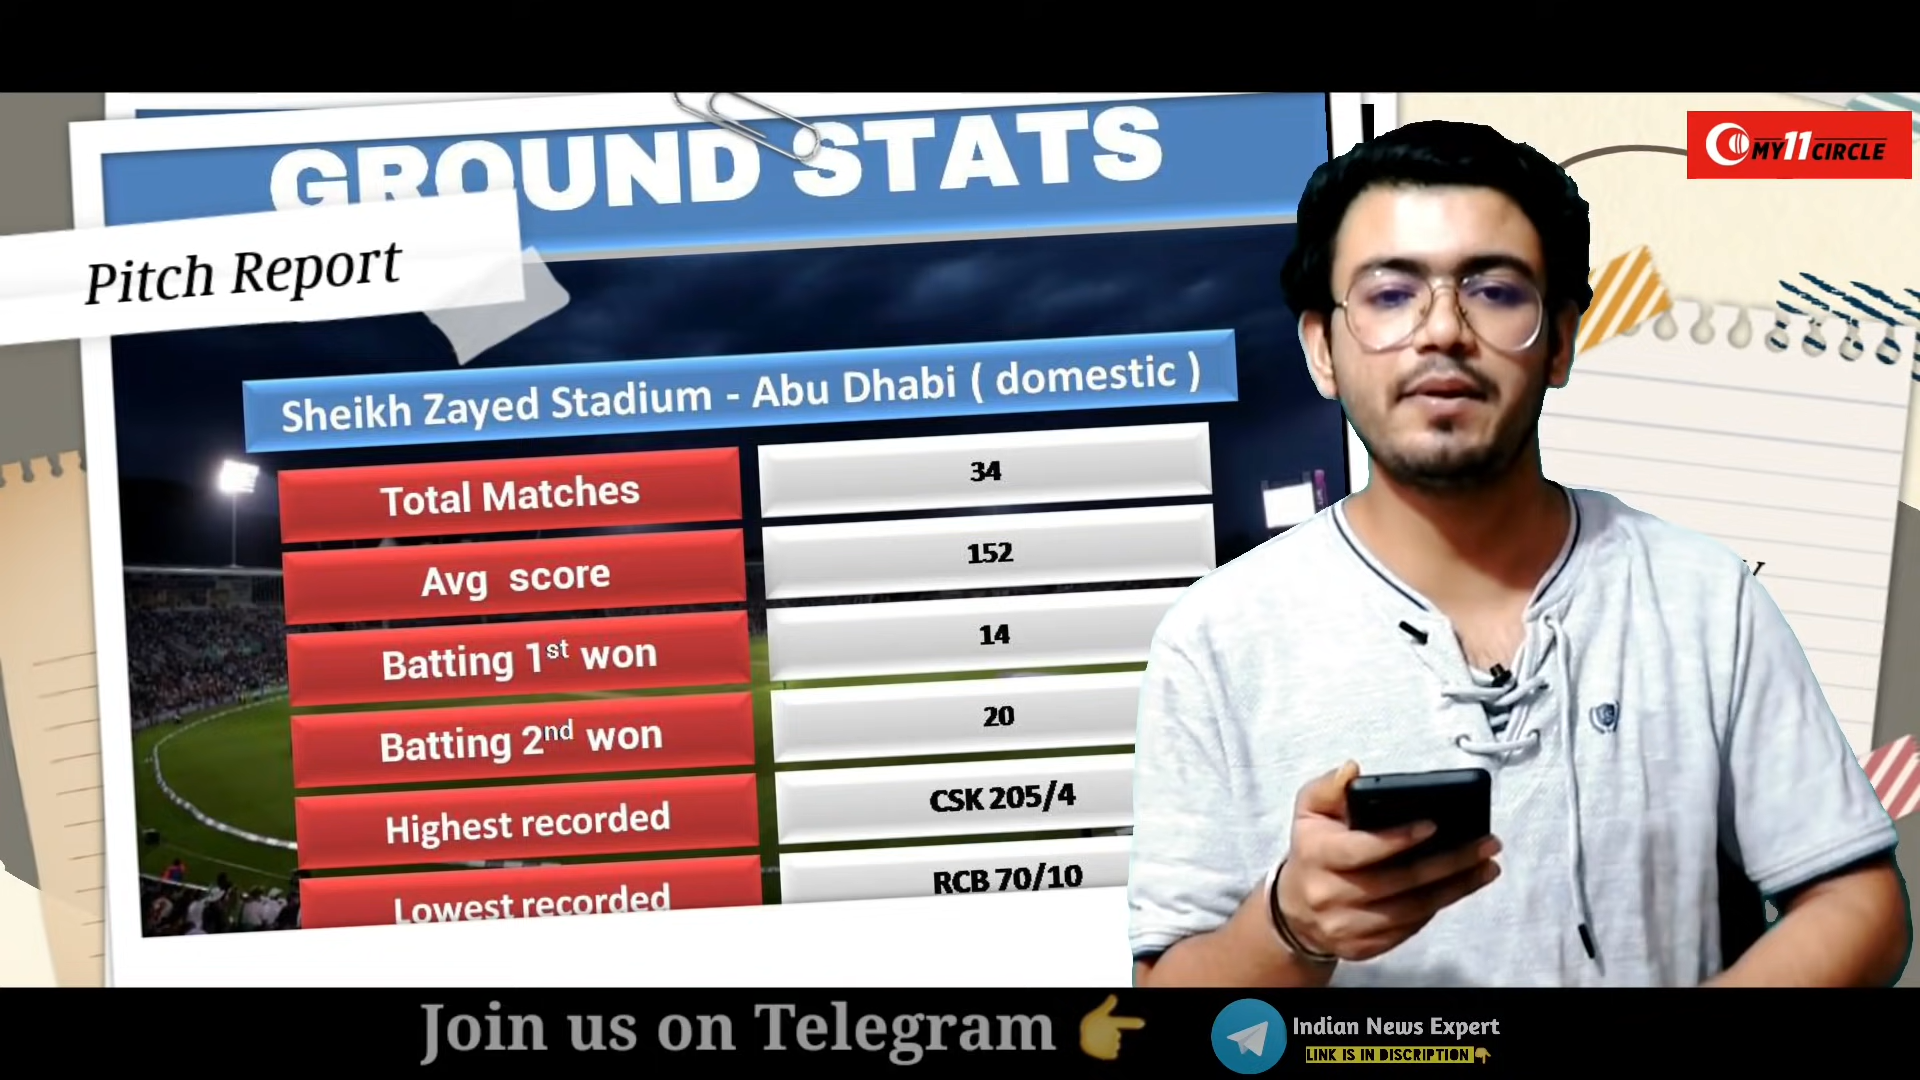 GROUND STATS
Pitch Report
Sheikh Zayed Stadium - Abu Dhabi ( domestic )
Total Matches 34
Avg score 152
Batting 1st won 14
Batting 2nd won 20
Highest recorded CSK 205/4
Lowest recorded RCB 70/10
MY11CIRCLE
Join us on Telegram
Indian News Expert
LINK IS IN DISCRIPTION